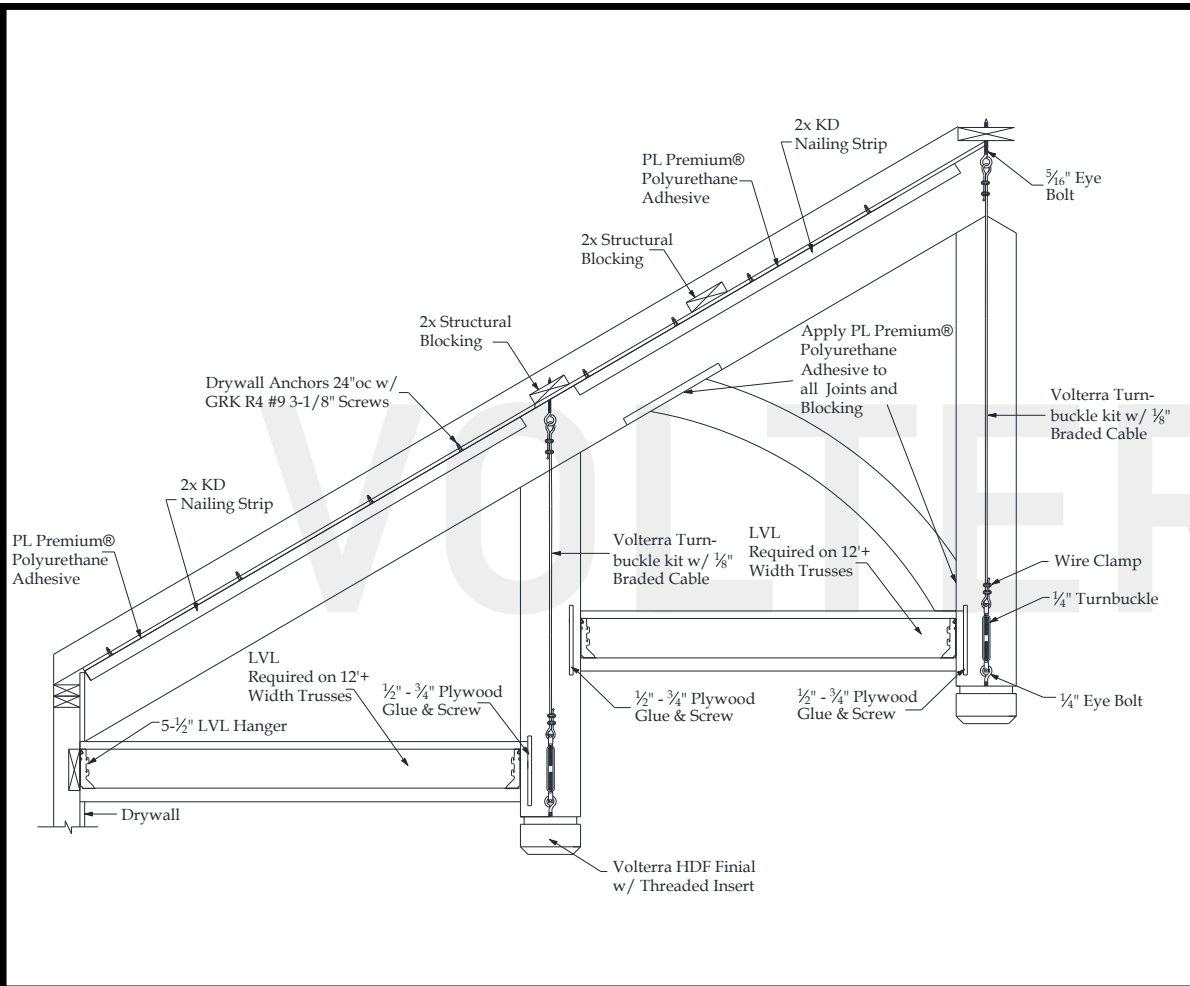 2x KD
Nailing Strip
PL Premium®
Polyurethane
Adhesive
5/16" Eye
Bolt
2x Structural
Blocking
2x Structural
Blocking
Apply PL Premium®
Polyurethane
Adhesive to
all Joints and
Blocking
Drywall Anchors 24"oc w/
GRK R4 #9 3-1/8" Screws
Volterra Turn-
buckle kit w/ ⅛"
Braded Cable
2x KD
Nailing Strip
PL Premium®
Polyurethane
Adhesive
Volterra Turn-
buckle kit w/ ⅛"
Braded Cable
LVL
Required on 12'+
Width Trusses
Wire Clamp
¼" Turnbuckle
LVL
Required on 12'+
Width Trusses
½" - ¾" Plywood
Glue & Screw
½" - ¾" Plywood
Glue & Screw
½" - ¾" Plywood
Glue & Screw
¼" Eye Bolt
5-½" LVL Hanger
Drywall
Volterra HDF Finial
w/ Threaded Insert
VOLTER